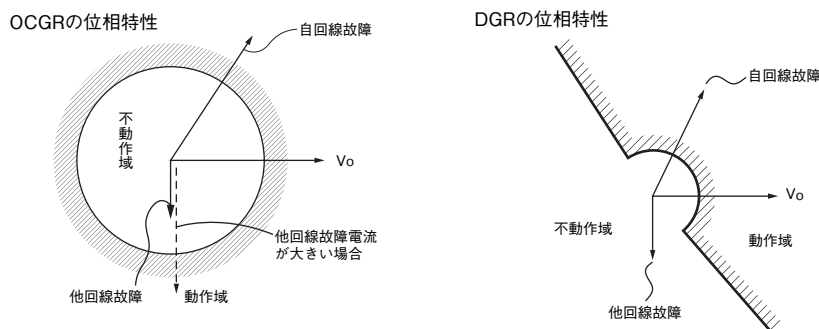 OCGRの位相特性
自回線故障
不動作域
Vo
他回線故障電流
が大きい場合
他回線故障
動作域
DGRの位相特性
自回線故障
Vo
不動作域
動作域
他回線故障